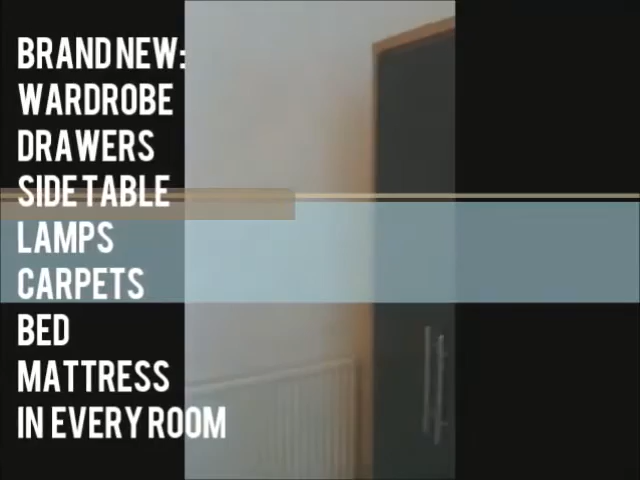 BRAND NEW:
WARDROBE
DRAWERS
SIDE TABLE
LAMPS
CARPETS
BED
MATTRESS
IN EVERY ROOM